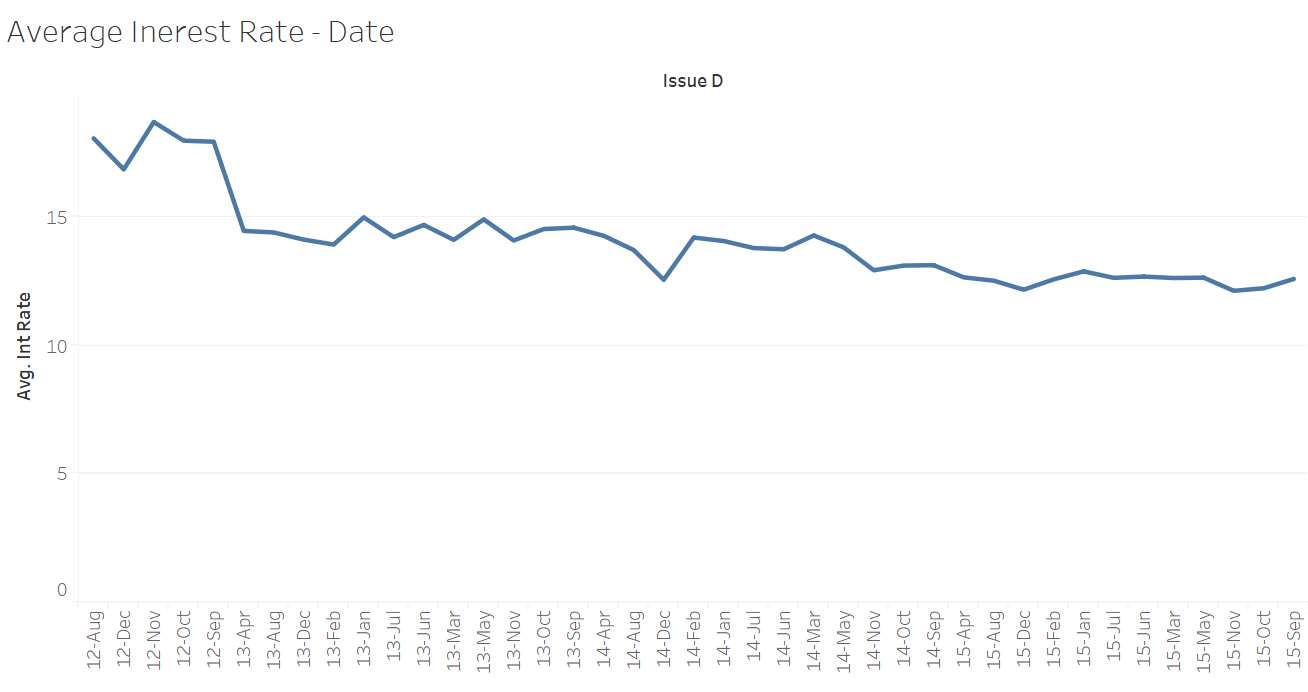 Average Inerest Rate - Date
Issue D
Avg. Int Rate
15
10
5
0
12-Aug
12-Dec
12-Nov
12-Oct
12-Sep
13-Apr
13-Aug
13-Dec
13-Feb
13-Jan
13-Jul
13-Jun
13-Mar
13-May
13-Nov
13-Oct
13-Sep
14-Apr
14-Aug
14-Dec
14-Feb
14-Jan
14-Jul
14-Jun
14-Mar
14-May
14-Nov
14-Oct
14-Sep
15-Apr
15-Aug
15-Dec
15-Feb
15-Jan
15-Jul
15-Jun
15-Mar
15-May
15-Nov
15-Oct
15-Sep